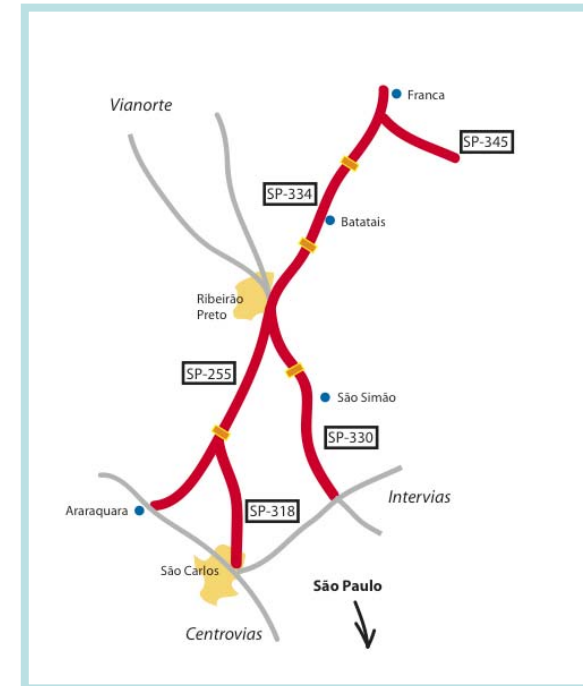 Franca
Vianorte
SP-345
SP-334
Batatais
Ribeirão
Preto
SP-255
São Simão
SP-330
Intervias
Araraquara
SP-318
São Carlos
São Paulo
Centrovias